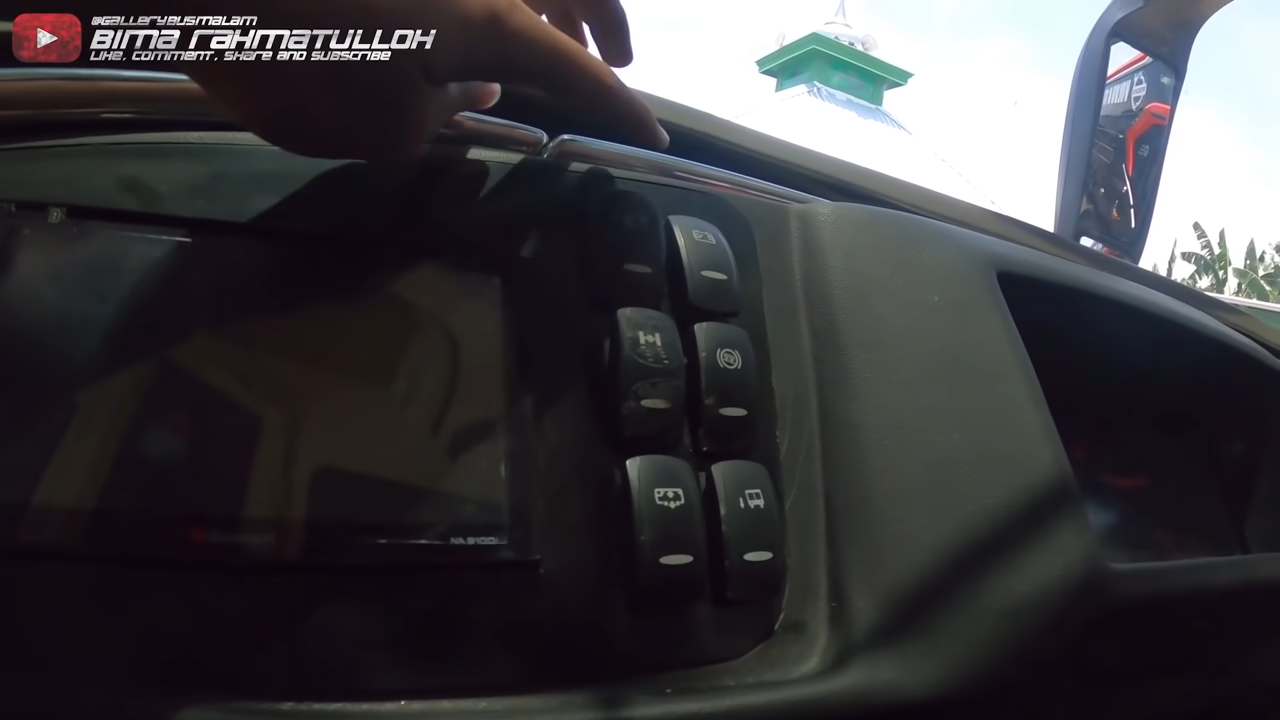 @GALLERYBUSMALAM
BIMA RAHMATULLOH
LIKE, COMMENT, SHARE AND SUBSCRIBE